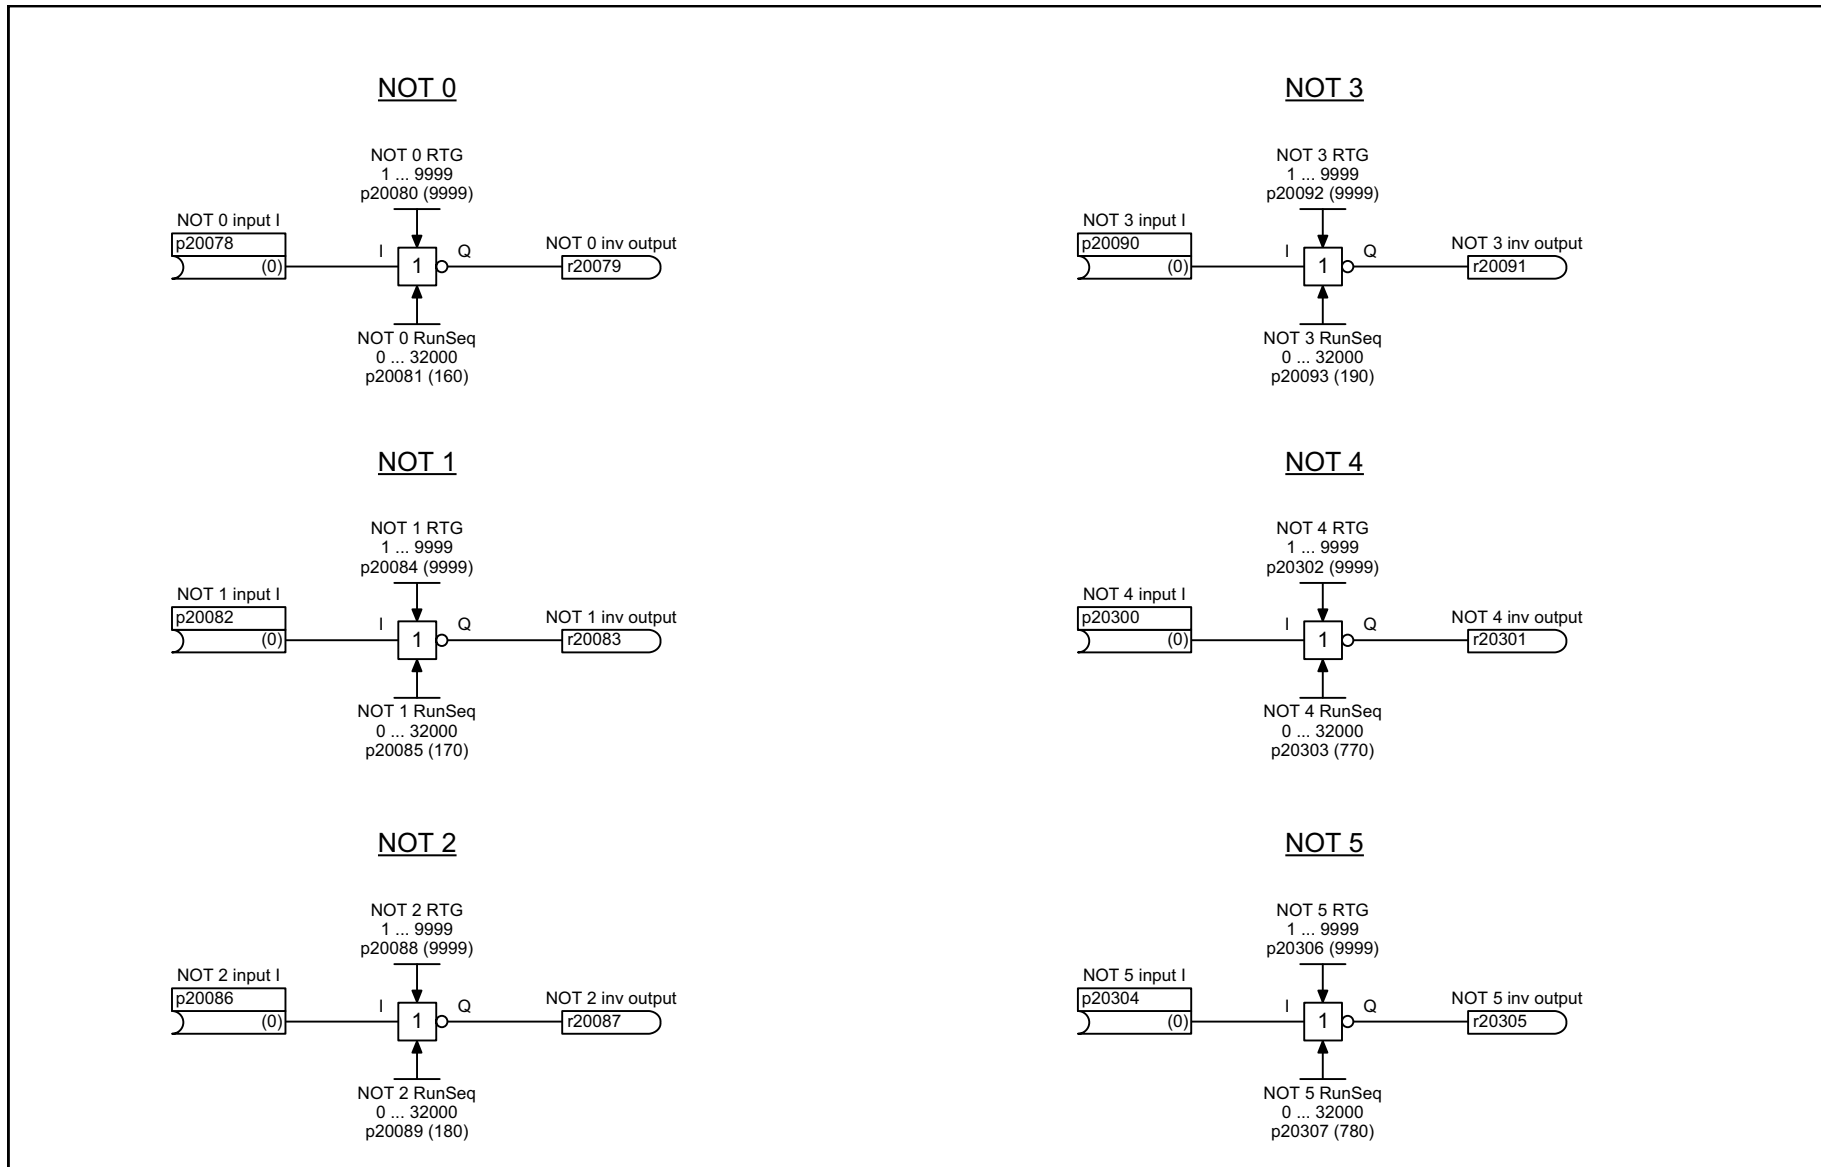 NOT 0
NOT 0 RTG
1 ... 9999
p20080 (9999)
NOT 0 input I
p20078
(0)
I
1
Q
NOT 0 inv output
r20079
NOT 0 RunSeq
0 ... 32000
p20081 (160)
NOT 1
NOT 1 RTG
1 ... 9999
p20084 (9999)
NOT 1 input I
p20082
(0)
I
1
Q
NOT 1 inv output
r20083
NOT 1 RunSeq
0 ... 32000
p20085 (170)
NOT 2
NOT 2 RTG
1 ... 9999
p20088 (9999)
NOT 2 input I
p20086
(0)
I
1
Q
NOT 2 inv output
r20087
NOT 2 RunSeq
0 ... 32000
p20089 (180)
NOT 3
NOT 3 RTG
1 ... 9999
p20092 (9999)
NOT 3 input I
p20090
(0)
I
1
Q
NOT 3 inv output
r20091
NOT 3 RunSeq
0 ... 32000
p20093 (190)
NOT 4
NOT 4 RTG
1 ... 9999
p20302 (9999)
NOT 4 input I
p20300
(0)
I
1
Q
NOT 4 inv output
r20301
NOT 4 RunSeq
0 ... 32000
p20303 (770)
NOT 5
NOT 5 RTG
1 ... 9999
p20306 (9999)
NOT 5 input I
p20304
(0)
I
1
Q
NOT 5 inv output
r20305
NOT 5 RunSeq
0 ... 32000
p20307 (780)